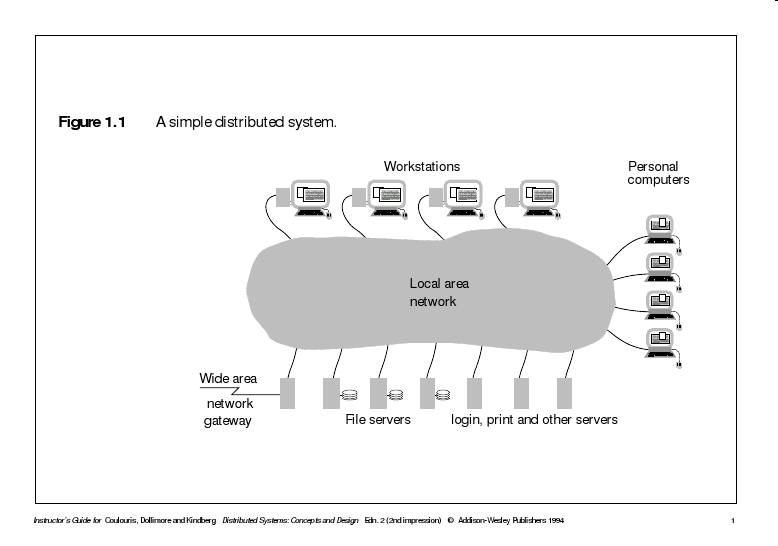 Figure 1.1 A simple distributed system.
Workstations
Personal
computers
Local area
network
Wide area
network
gateway
File servers
login, print and other servers
Instructor's Guide for Coulouris, Dollimore and Kindberg Distributed Systems: Concepts and Design Edn. 2 (2nd impression) © Addison-Wesley Publishers 1994 1